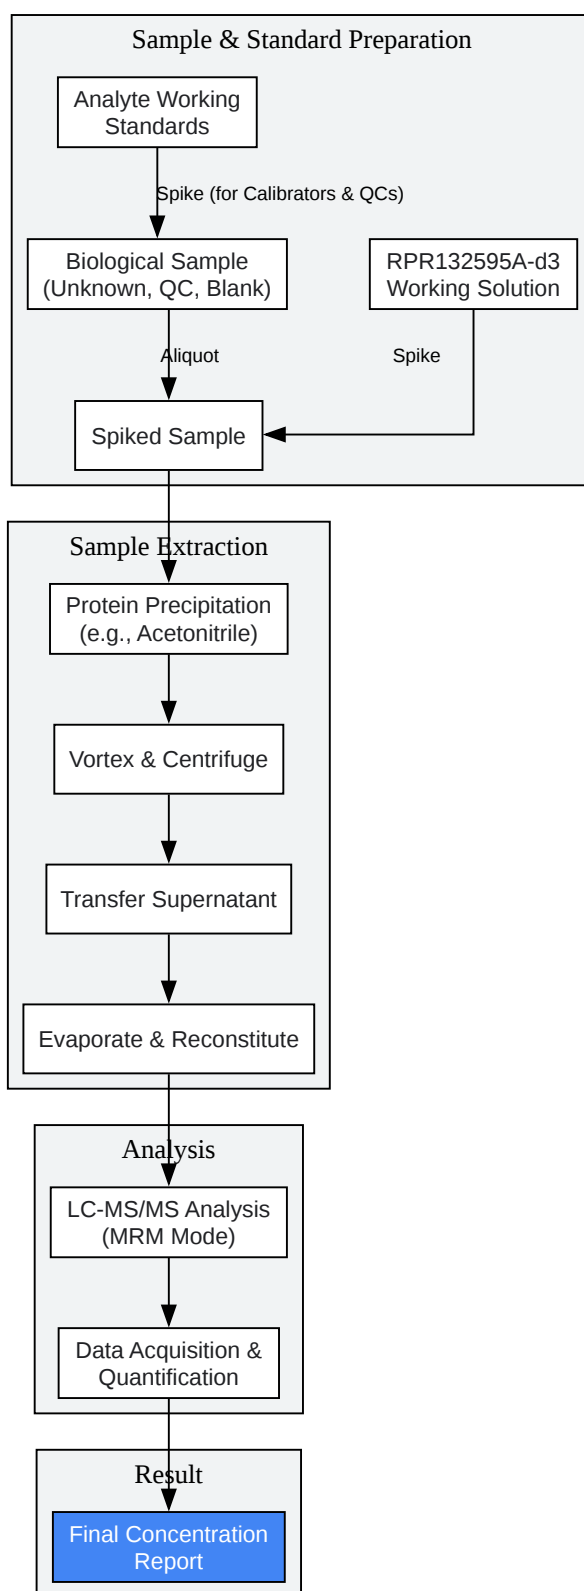 Sample & Standard Preparation
Analyte Working
Standards
Spike (for Calibrators & QCs)
Biological Sample
(Unknown, QC, Blank)
RPR132595A-d3
Working Solution
Aliquot
Spike
Spiked Sample
Sample Extraction
Protein Precipitation
(e.g., Acetonitrile)
Vortex & Centrifuge
Transfer Supernatant
Evaporate & Reconstitute
Analysis
LC-MS/MS Analysis
(MRM Mode)
Data Acquisition &
Quantification
Result
Final Concentration
Report